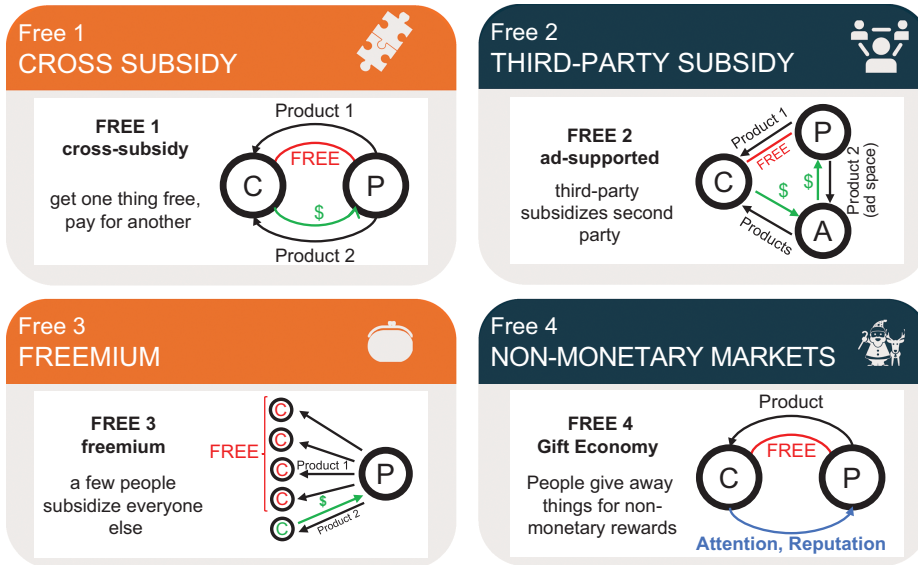 Free 1
CROSS SUBSIDY
FREE 1
cross-subsidy
get one thing free,
pay for another
Product 1
FREE
C
P
$
Product 2
Free 2
THIRD-PARTY SUBSIDY
FREE 2
ad-supported
third-party
subsidizes second
party
Product 1
FREE
P
C
$
$
Product 2
(ad space)
A
Products
Free 3
FREEMIUM
FREE 3
freemium
a few people
subsidize everyone
else
FREE
C
C
C
C
C
Product 1
P
$
Product 2
Free 4
NON-MONETARY MARKETS
FREE 4
Gift Economy
People give away
things for non-
monetary rewards
Product
FREE
C
P
Attention, Reputation